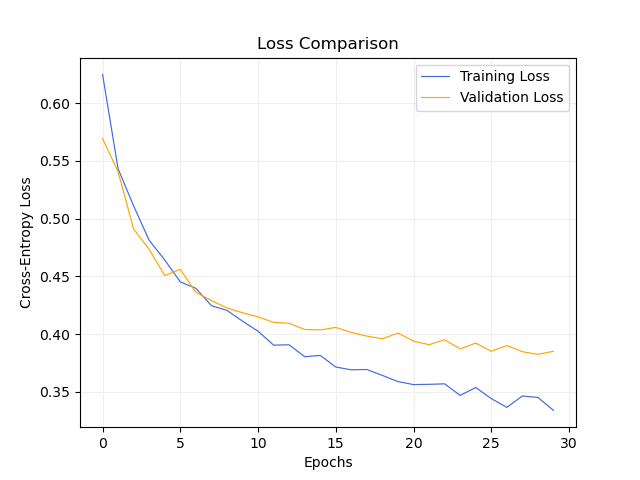 Loss Comparison
Training Loss
Validation Loss
Cross-Entropy Loss
0.60
0.55
0.50
0.45
0.40
0.35
0 5 10 15 20 25 30
Epochs